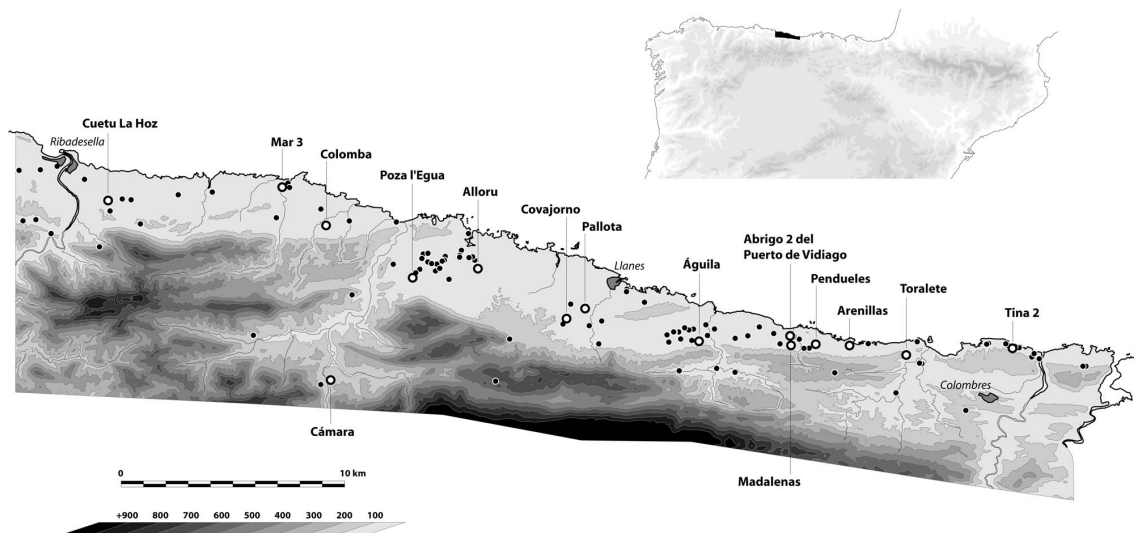 Cuetu La Hoz
Ribadesella
Mar 3
Colomba
Poza l'Egua
Alloru
Covajorno
Pallota
Llanes
Águila
Abrigo 2 del
Puerto de Vidiago
Pendueles
Arenillas
Toralete
Tina 2
Colombres
Cámara
Madalenas
0 10 km
+900 800 700 600 500 400 300 200 100